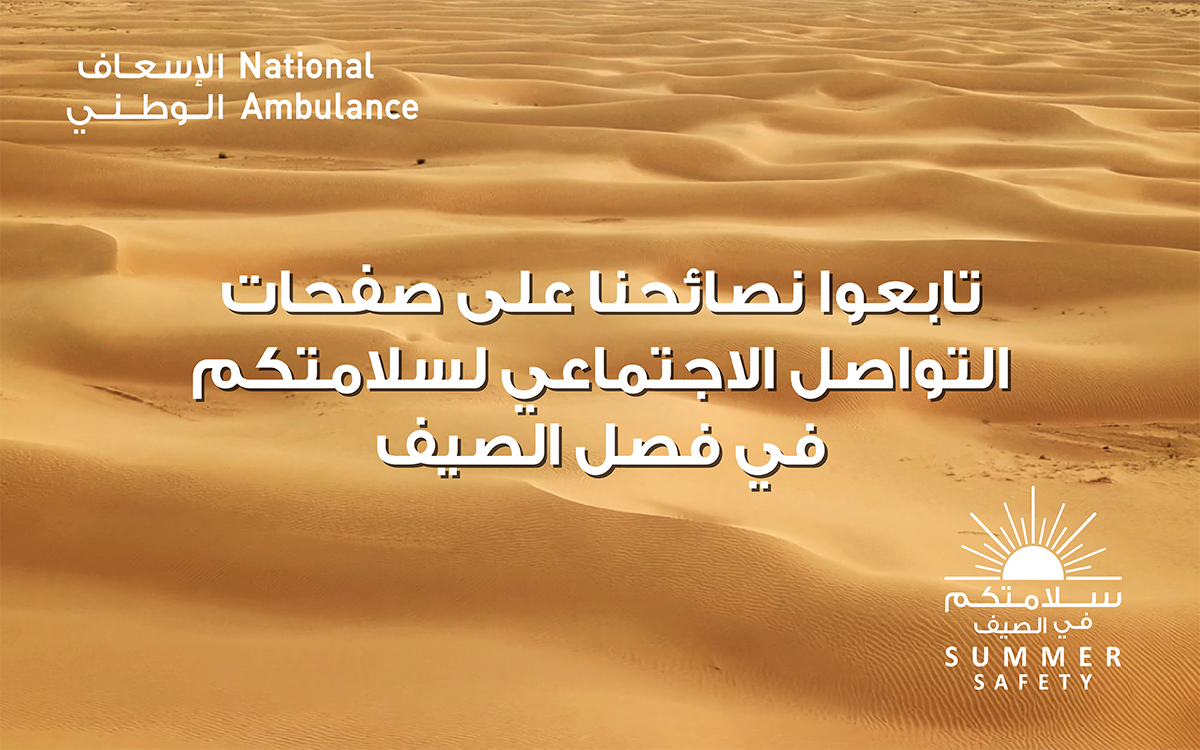 الإسعاف National
الوطني Ambulance
تابعوا نصائحنا على صفحات
التواصل الاجتماعي لسلامتكم
في فصل الصيف
سلامتكم
في الصيف
SUMMER
SAFETY